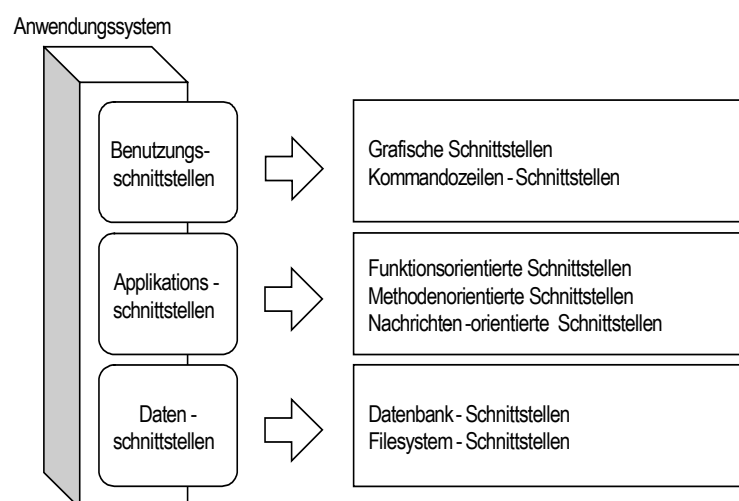 Anwendungssystem
Benutzungs-
schnittstellen
Grafische Schnittstellen
Kommandozeilen - Schnittstellen
Applikations -
schnittstellen
Funktionsorientierte Schnittstellen
Methodenorientierte Schnittstellen
Nachrichten -orientierte Schnittstellen
Daten -
schnittstellen
Datenbank - Schnittstellen
Filesystem - Schnittstellen